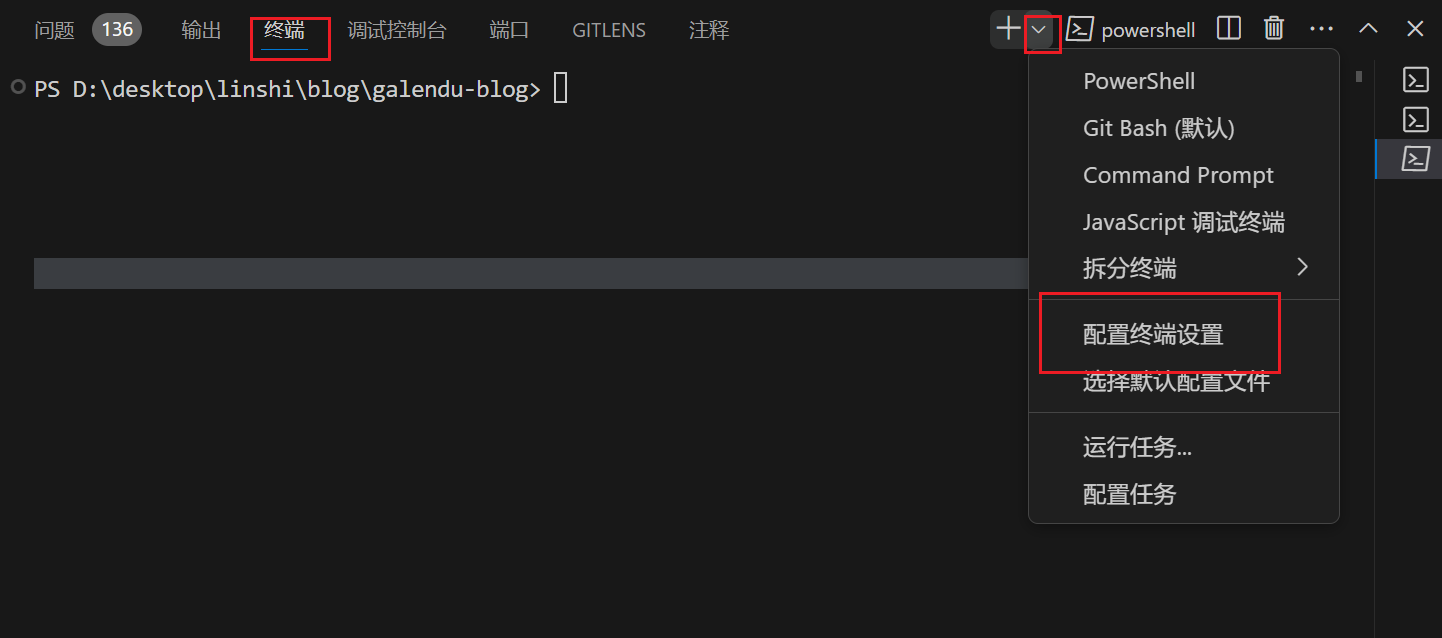 问题 136 输出 终端 调试控制台 端口 GITLENS 注释 powershell
PS D:\desktop\linshi\blog\galendu-blog>
PowerShell
Git Bash (默认)
Command Prompt
JavaScript 调试终端
拆分终端
配置终端设置
选择默认配置文件
运行任务...
配置任务